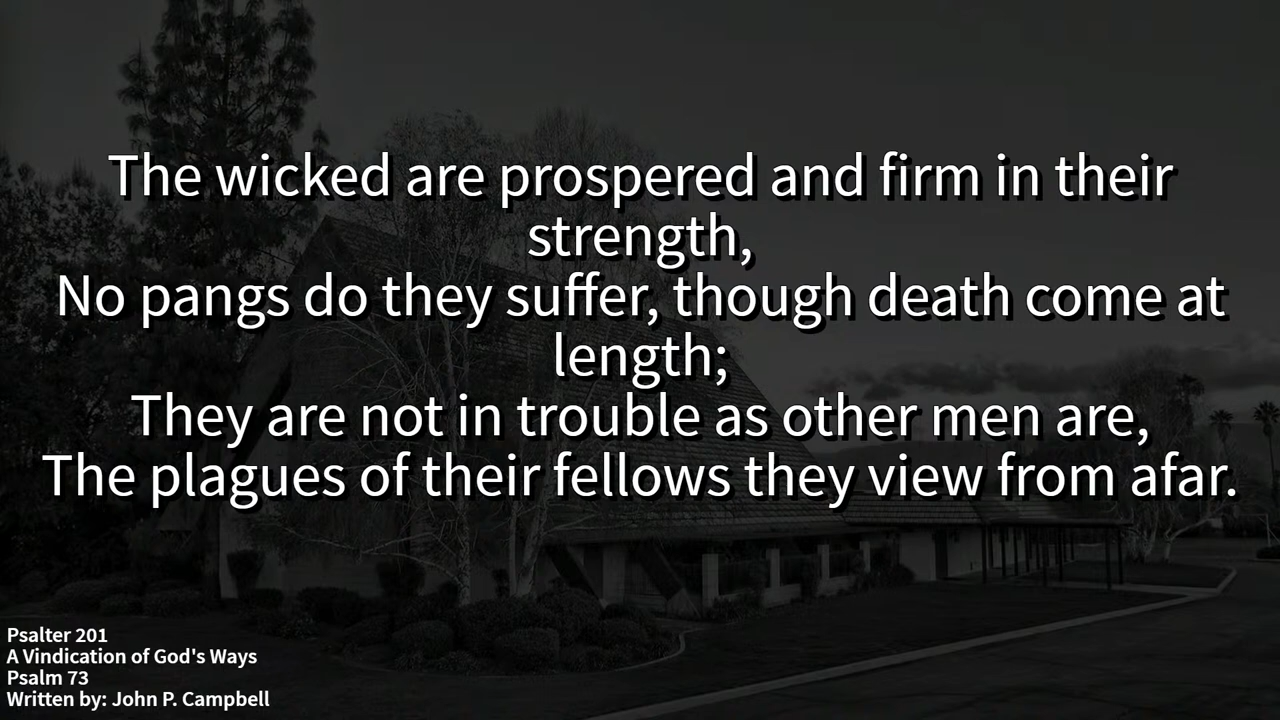 The wicked are prospered and firm in their
strength,
No pangs do they suffer, though death come at
length;
They are not in trouble as other men are,
The plagues of their fellows they view from afar.
Psalter 201
A Vindication of God's Ways
Psalm 73
Written by: John P. Campbell